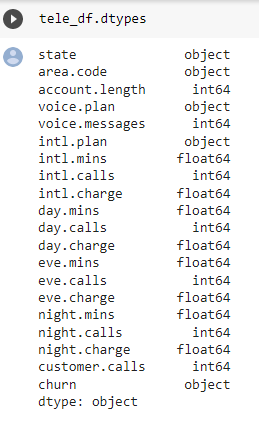 tele_df.dtypes
state object
area.code object
account.length int64
voice.plan object
voice.messages int64
intl.plan object
intl.mins float64
intl.calls int64
intl.charge float64
day.mins float64
day.calls int64
day.charge float64
eve.mins float64
eve.calls int64
eve.charge float64
night.mins float64
night.calls int64
night.charge float64
customer.calls int64
churn object
dtype: object